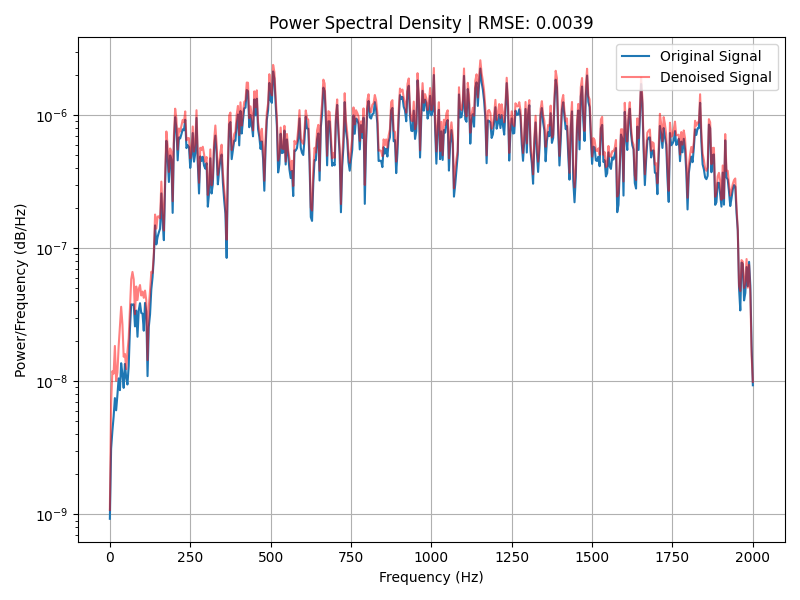 Power Spectral Density | RMSE: 0.0039
Original Signal
Denoised Signal
Power/Frequency (dB/Hz)
10⁻⁶
10⁻⁷
10⁻⁸
10⁻⁹
0 250 500 750 1000 1250 1500 1750 2000
Frequency (Hz)